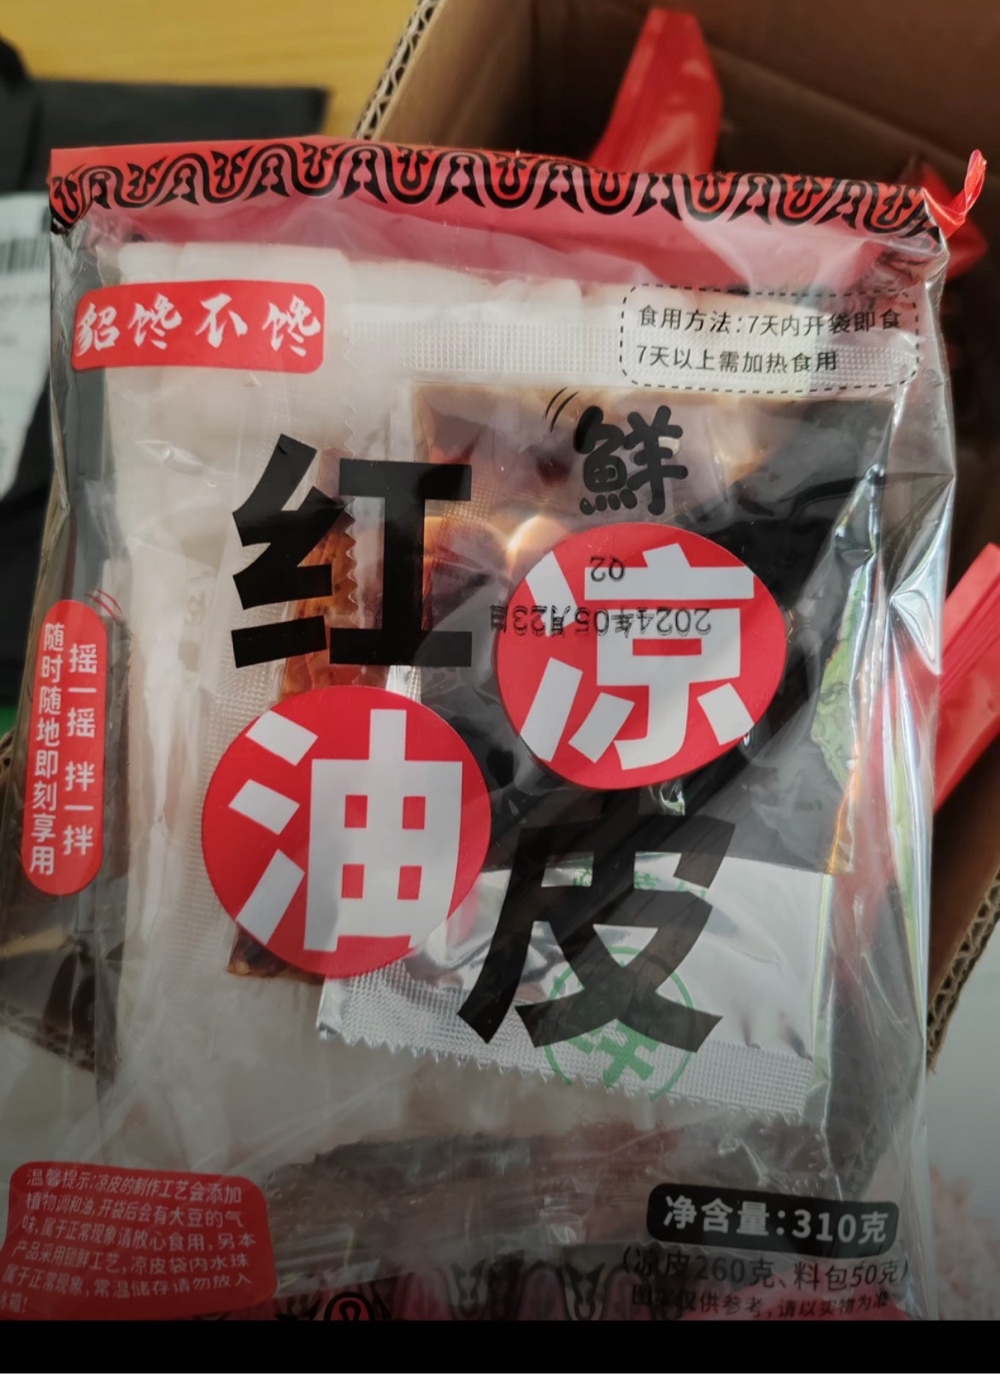 貂馋不馋
食用方法:7天内开袋即食
7天以上需加热食用
鮮
红油
凉皮
Q2
2024年05月23日
摇一摇 拌一拌
随时随地即刻享用
温馨提示:凉皮的制作工艺会添加
植物调和油,开袋后会有大豆的气
味,属于正常现象请放心食用,另本
产品采用锁鲜工艺,凉皮袋内水珠
属于正常现象,常温储存请勿放入
冰箱!
净含量:310克
(凉皮260克、料包50克)
图片仅供参考,请以实物为准